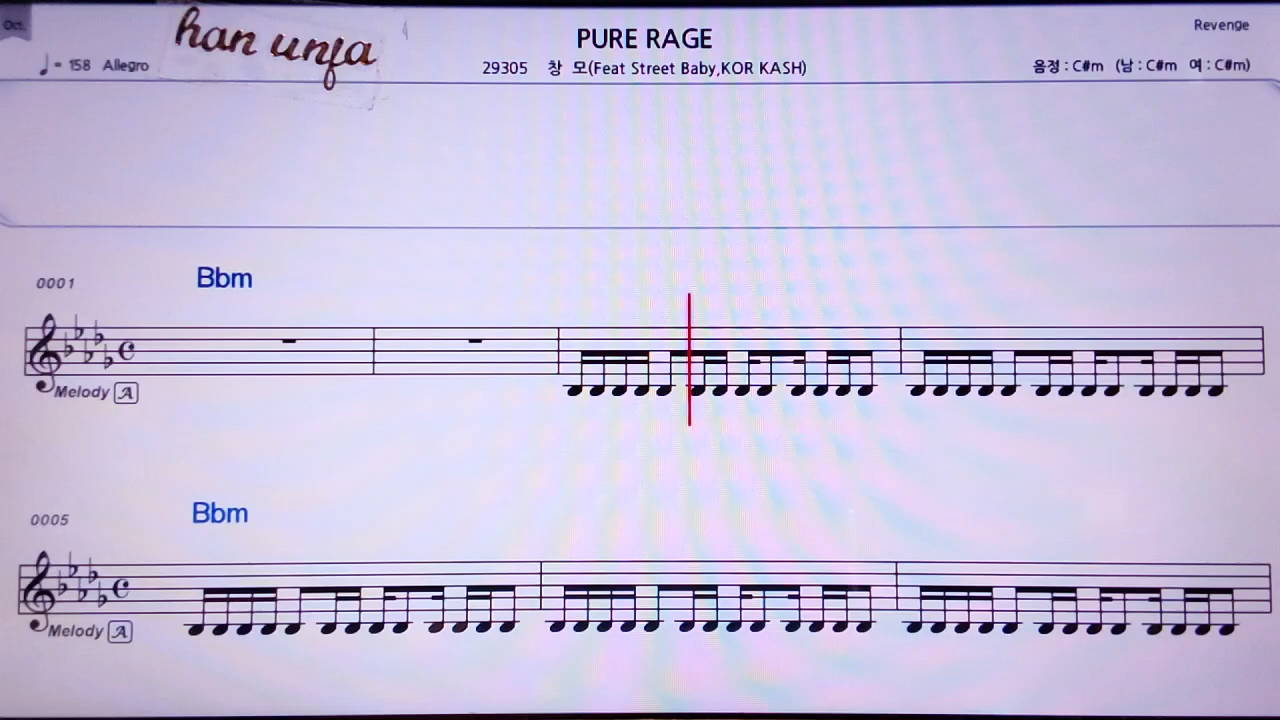 Oct.
han unfa
PURE RAGE
Revenge
♩ = 158 Allegro
29305 창 모(Feat Street Baby,KOR KASH)
음정 : C#m (남 : C#m 여 : C#m)
0001
Bbm
Melody A
0005
Bbm
Melody A